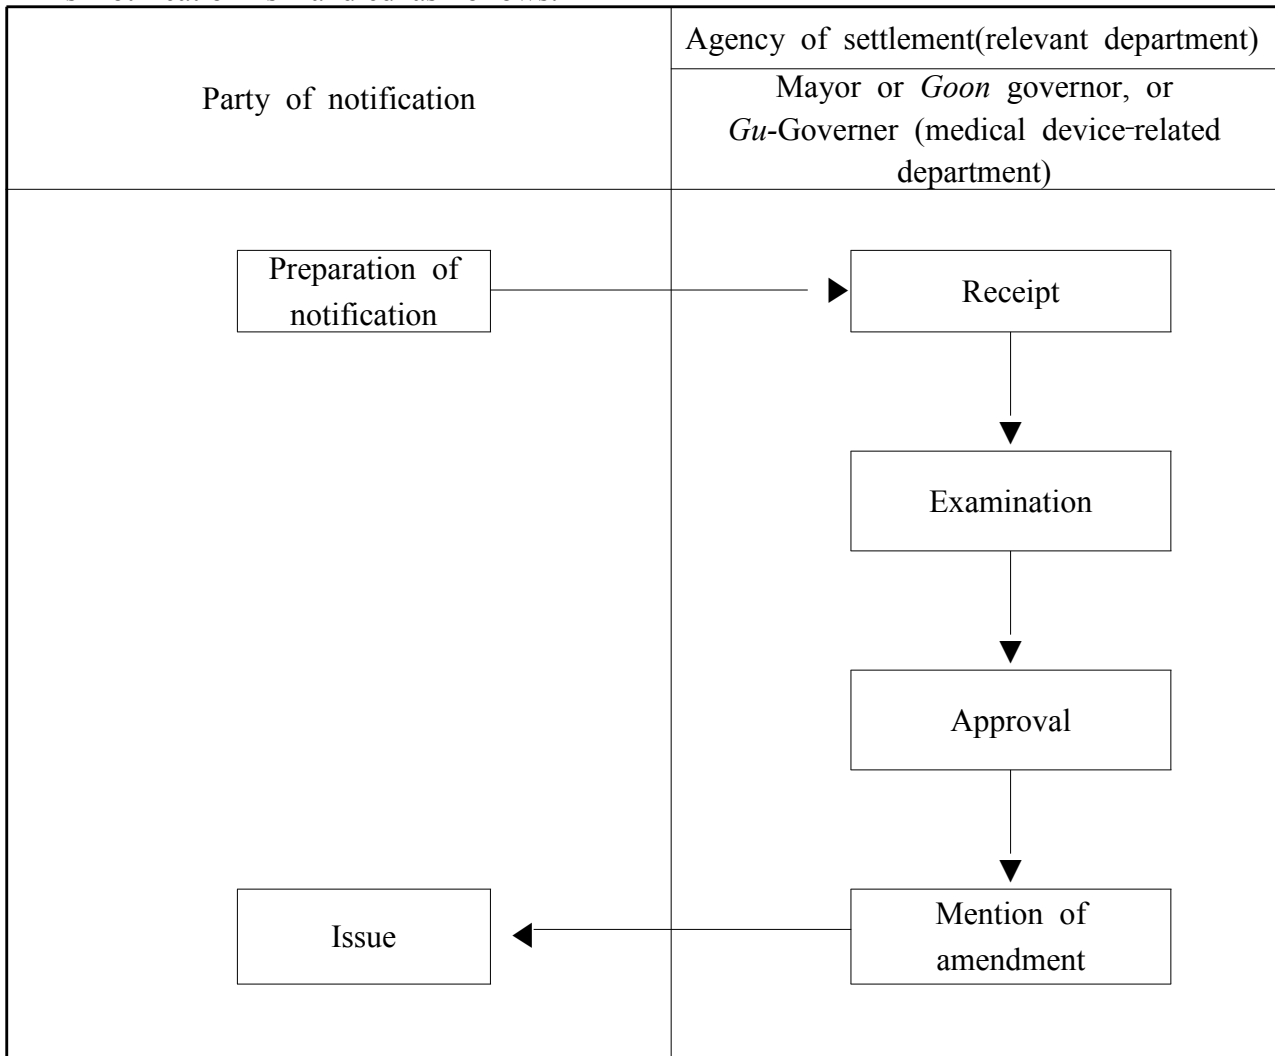 Party of notification
Agency of settlement(relevant department)
Mayor or Goon governor, or
Gu-Governer (medical device-related
department)
Preparation of
notification
Receipt
Examination
Approval
Mention of
amendment
Issue